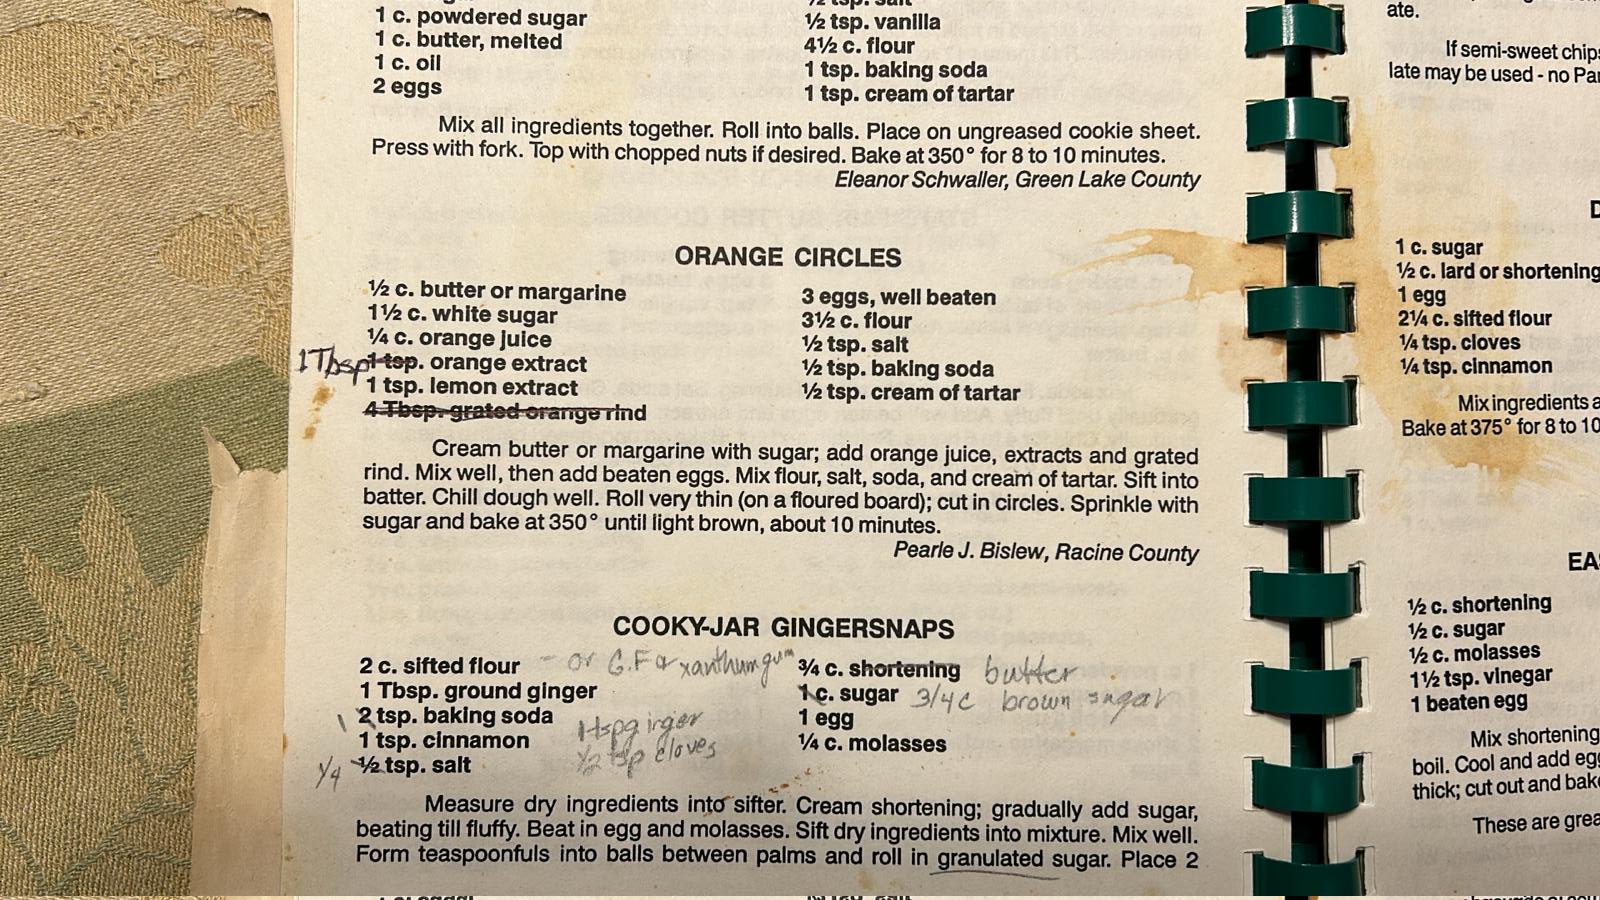 1 c. powdered sugar
1 c. butter, melted
1 c. oil
2 eggs
½ tsp. salt
½ tsp. vanilla
4½ c. flour
1 tsp. baking soda
1 tsp. cream of tartar
Mix all ingredients together. Roll into balls. Place on ungreased cookie sheet.
Press with fork. Top with chopped nuts if desired. Bake at 350° for 8 to 10 minutes.
Eleanor Schwaller, Green Lake County
ORANGE CIRCLES
½ c. butter or margarine
1½ c. white sugar
¼ c. orange juice
1 Tbsp 1 tsp. orange extract
1 tsp. lemon extract
4 Tbsp. grated orange rind
3 eggs, well beaten
3½ c. flour
½ tsp. salt
½ tsp. baking soda
½ tsp. cream of tartar
Cream butter or margarine with sugar; add orange juice, extracts and grated
rind. Mix well, then add beaten eggs. Mix flour, salt, soda, and cream of tartar. Sift into
batter. Chill dough well. Roll very thin (on a floured board); cut in circles. Sprinkle with
sugar and bake at 350° until light brown, about 10 minutes.
Pearle J. Bislew, Racine County
COOKY-JAR GINGERSNAPS
2 c. sifted flour - or G.F or xanthum gum
1 Tbsp. ground ginger
1 2 tsp. baking soda
1 tsp. cinnamon
¼ ½ tsp. salt
1 tsp ginger
½ tsp cloves
¾ c. shortening butter
1 c. sugar 3/4 c brown sugar
1 egg
¼ c. molasses
Measure dry ingredients into sifter. Cream shortening; gradually add sugar,
beating till fluffy. Beat in egg and molasses. Sift dry ingredients into mixture. Mix well.
Form teaspoonfuls into balls between palms and roll in granulated sugar. Place 2
ate.
If semi-sweet chips
late may be used - no Par
D
1 c. sugar
½ c. lard or shortening
1 egg
2¼ c. sifted flour
¼ tsp. cloves
¼ tsp. cinnamon
Mix ingredients a
Bake at 375° for 8 to 10
EAS
½ c. shortening
½ c. sugar
½ c. molasses
1½ tsp. vinegar
1 beaten egg
Mix shortening
boil. Cool and add egg
thick; cut out and bake
These are grea